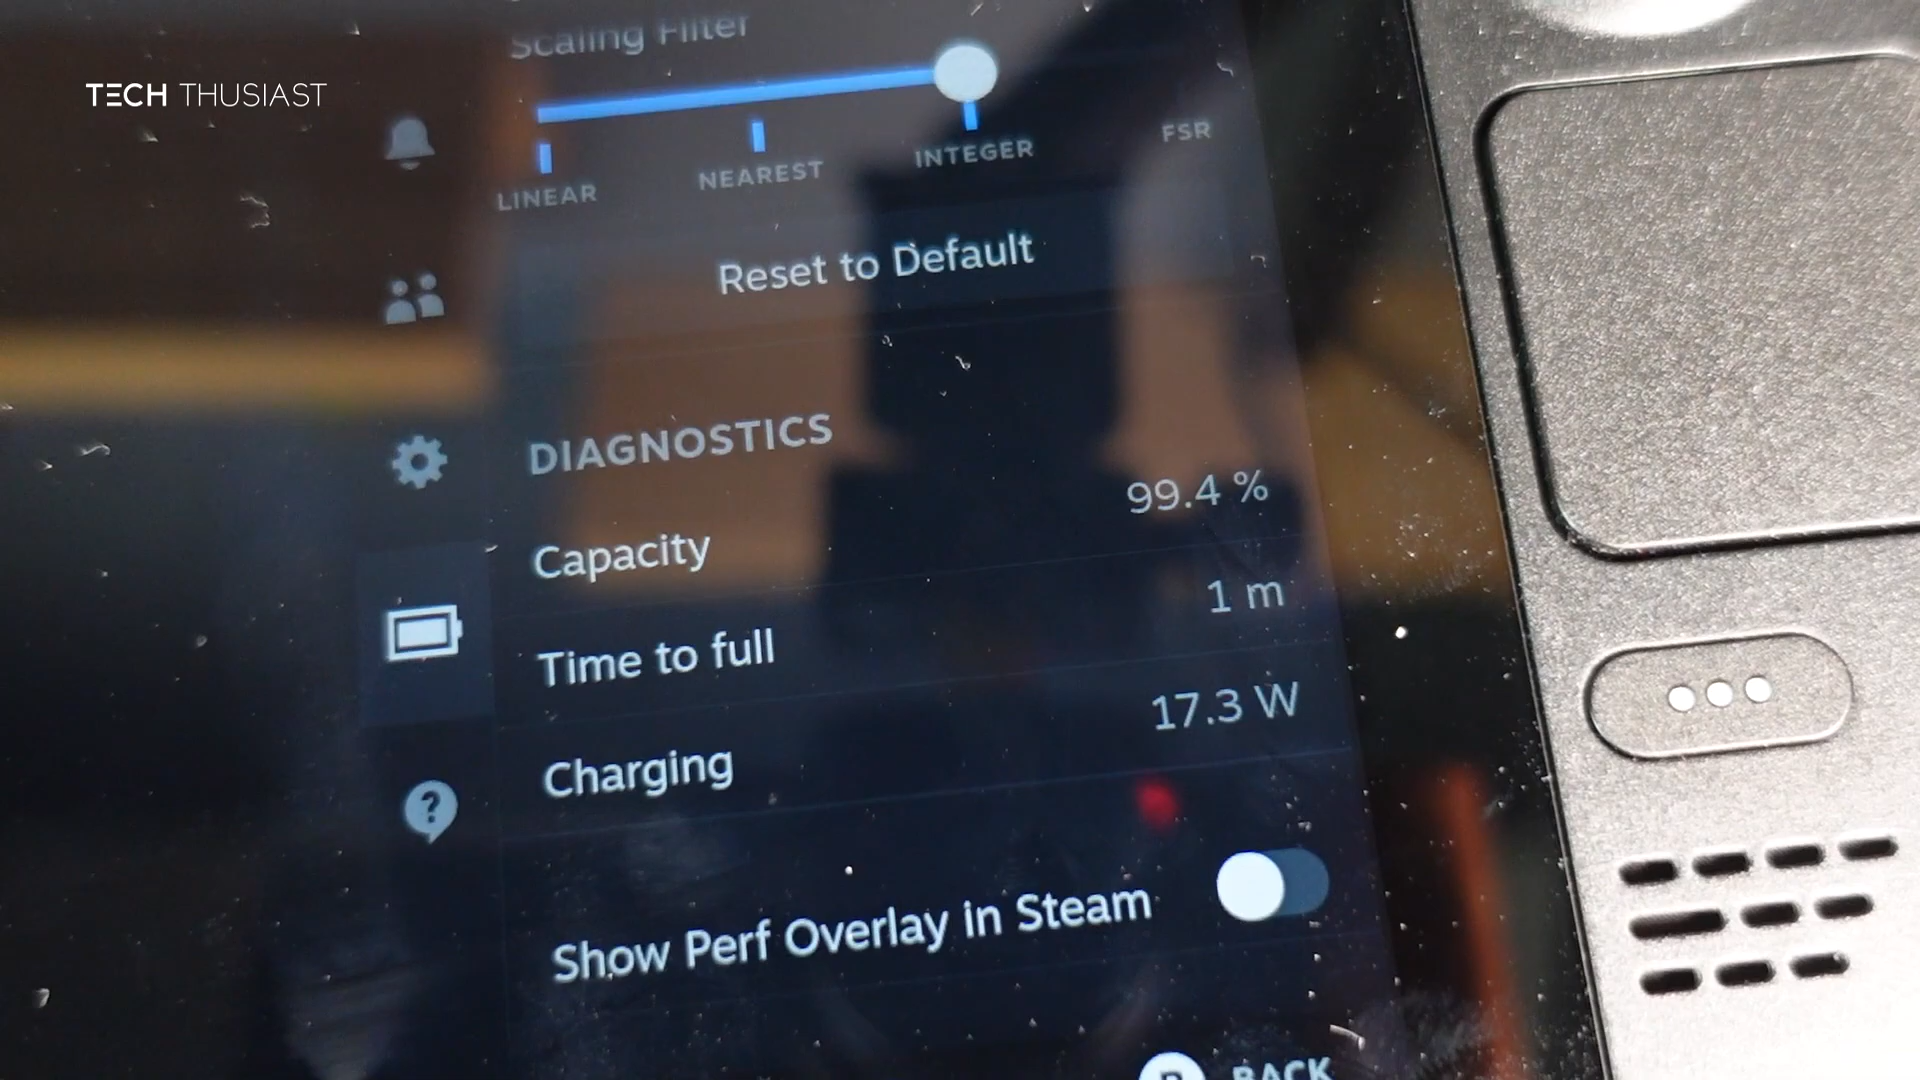 TECH THUSIAST
Scaling Filter
LINEAR NEAREST INTEGER FSR
Reset to Default
DIAGNOSTICS
Capacity 99.4 %
Time to full 1 m
Charging 17.3 W
Show Perf Overlay in Steam
B BACK